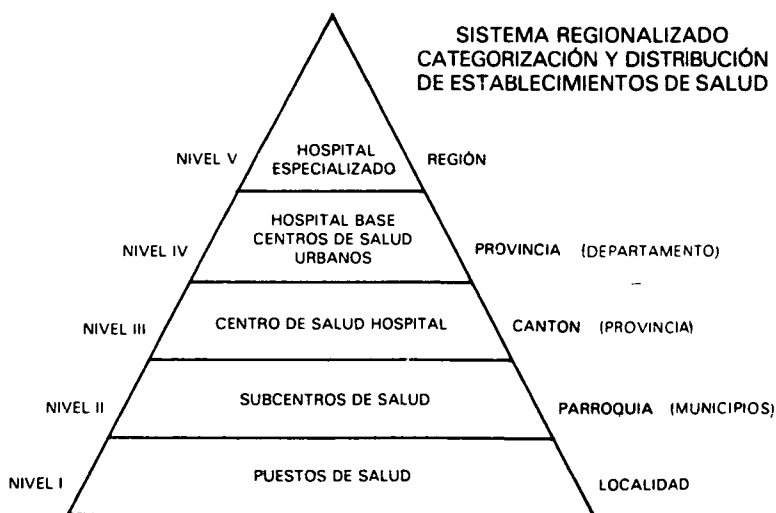 SISTEMA REGIONALIZADO
CATEGORIZACIÓN Y DISTRIBUCIÓN
DE ESTABLECIMIENTOS DE SALUD
NIVEL V
HOSPITAL
ESPECIALIZADO
REGIÓN
NIVEL IV
HOSPITAL BASE
CENTROS DE SALUD
URBANOS
PROVINCIA (DEPARTAMENTO)
NIVEL III
CENTRO DE SALUD HOSPITAL
CANTON (PROVINCIA)
NIVEL II
SUBCENTROS DE SALUD
PARROQUIA (MUNICIPIOS)
NIVEL I
PUESTOS DE SALUD
LOCALIDAD